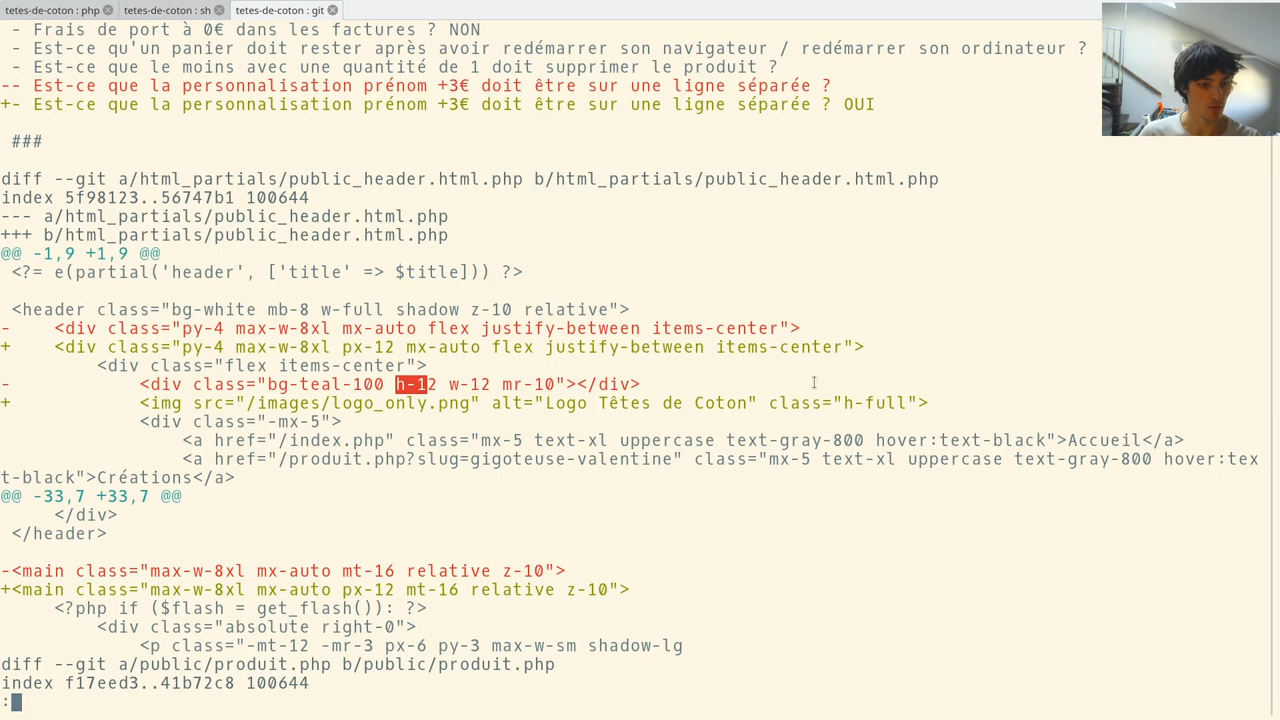 tetes-de-coton : php
tetes-de-coton : sh
tetes-de-coton : git
- Frais de port à 0€ dans les factures ? NON
- Est-ce qu'un panier doit rester après avoir redémarrer son navigateur / redémarrer son ordinateur ?
- Est-ce que le moins avec une quantité de 1 doit supprimer le produit ?
-- Est-ce que la personnalisation prénom +3€ doit être sur une ligne séparée ?
+- Est-ce que la personnalisation prénom +3€ doit être sur une ligne séparée ? OUI
###
diff --git a/html_partials/public_header.html.php b/html_partials/public_header.html.php
index 5f98123..56747b1 100644
--- a/html_partials/public_header.html.php
+++ b/html_partials/public_header.html.php
@@ -1,9 +1,9 @@
<?= e(partial('header', ['title' => $title])) ?>
<header class="bg-white mb-8 w-full shadow z-10 relative">
-    <div class="py-4 max-w-8xl mx-auto flex justify-between items-center">
+    <div class="py-4 max-w-8xl px-12 mx-auto flex justify-between items-center">
<div class="flex items-center">
-            <div class="bg-teal-100 h-12 w-12 mr-10"></div>
+            <img src="/images/logo_only.png" alt="Logo Têtes de Coton" class="h-full">
<div class="-mx-5">
<a href="/index.php" class="mx-5 text-xl uppercase text-gray-800 hover:text-black">Accueil</a>
<a href="/produit.php?slug=gigoteuse-valentine" class="mx-5 text-xl uppercase text-gray-800 hover:tex
t-black">Créations</a>
@@ -33,7 +33,7 @@
</div>
</header>
-<main class="max-w-8xl mx-auto mt-16 relative z-10">
+<main class="max-w-8xl mx-auto px-12 mt-16 relative z-10">
<?php if ($flash = get_flash()): ?>
<div class="absolute right-0">
<p class="-mt-12 -mr-3 px-6 py-3 max-w-sm shadow-lg
diff --git a/public/produit.php b/public/produit.php
index f17eed3..41b72c8 100644
: